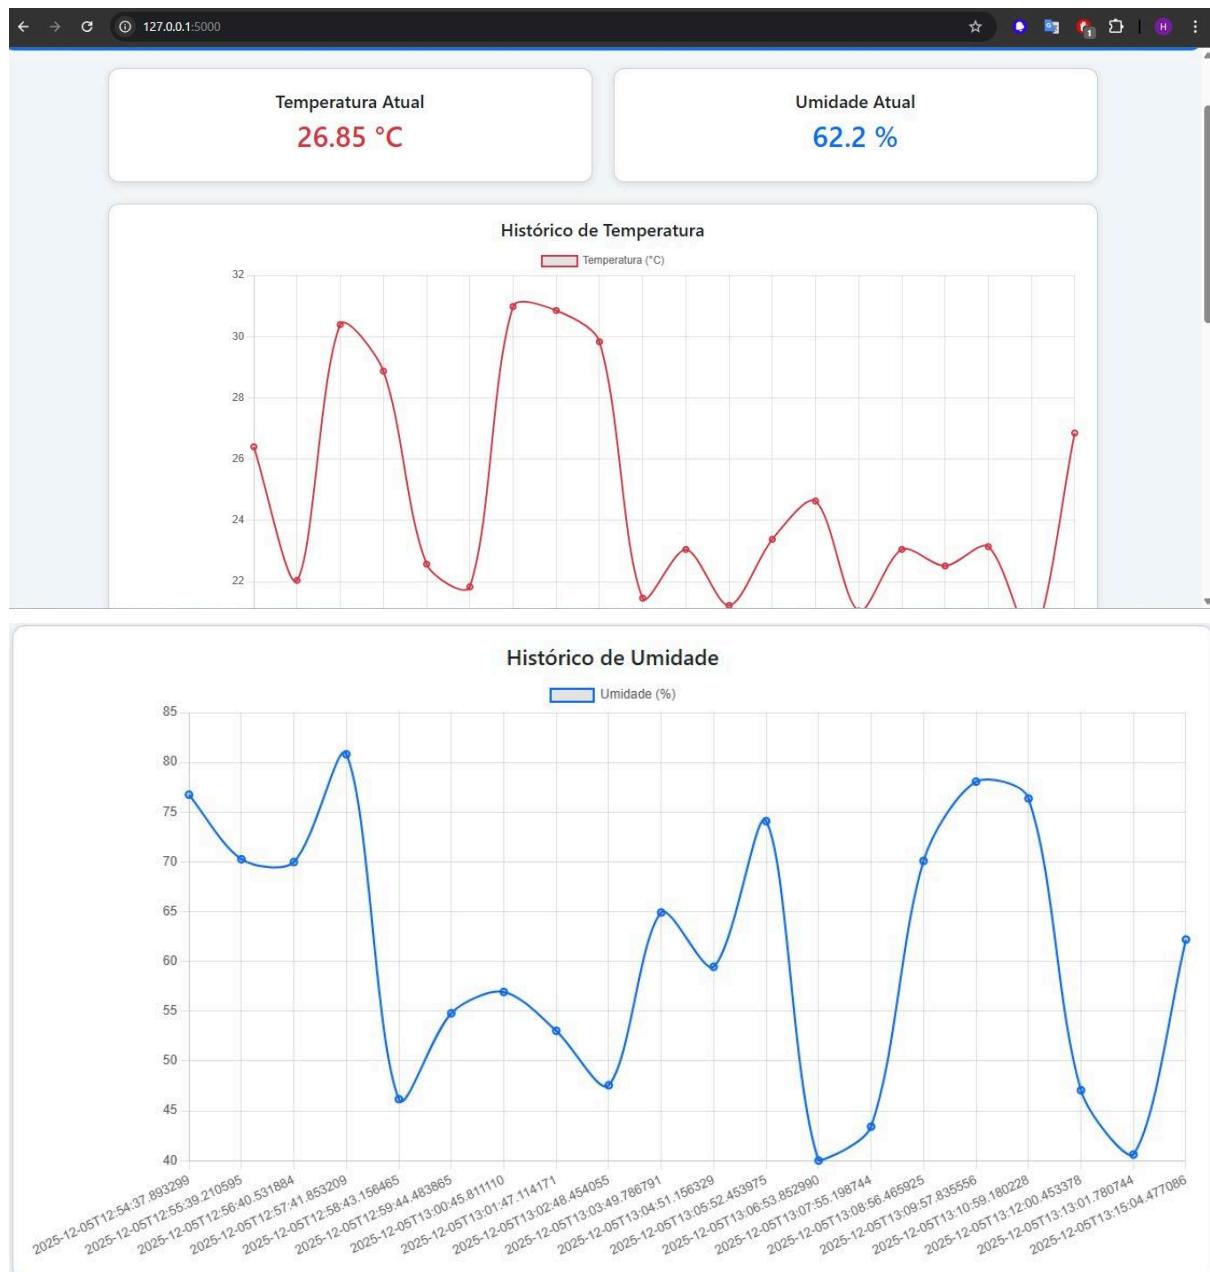 127.0.0.1:5000
1
H
Temperatura Atual
26.85 °C
Umidade Atual
62.2 %
Histórico de Temperatura
Temperatura (°C)
32
30
28
26
24
22
Histórico de Umidade
Umidade (%)
85
80
75
70
65
60
55
50
45
40
2025-12-05T12:54:37.893299
2025-12-05T12:55:39.210595
2025-12-05T12:56:40.531884
2025-12-05T12:57:41.853209
2025-12-05T12:58:43.156465
2025-12-05T12:59:44.483865
2025-12-05T13:00:45.811110
2025-12-05T13:01:47.114171
2025-12-05T13:02:48.454055
2025-12-05T13:03:49.786791
2025-12-05T13:04:51.156329
2025-12-05T13:05:52.453975
2025-12-05T13:06:53.852990
2025-12-05T13:07:55.198744
2025-12-05T13:08:56.465925
2025-12-05T13:09:57.835556
2025-12-05T13:10:59.180228
2025-12-05T13:12:00.453378
2025-12-05T13:13:01.780744
2025-12-05T13:15:04.477086